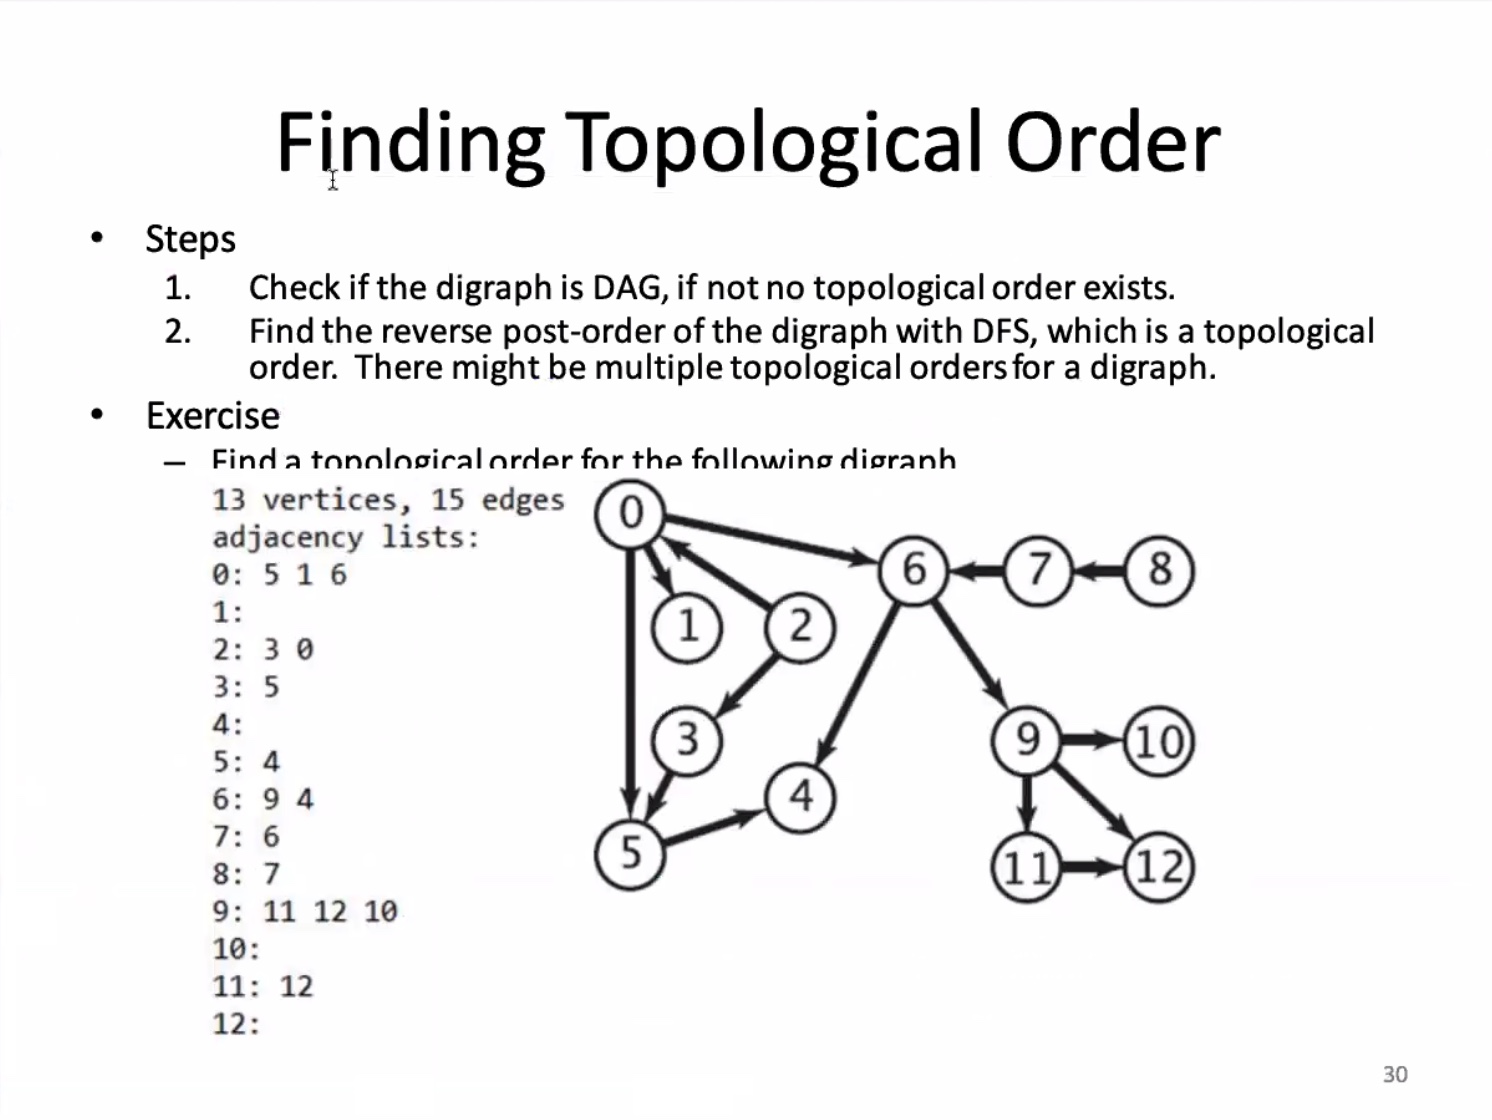 Finding Topological Order
• Steps
1. Check if the digraph is DAG, if not no topological order exists.
2. Find the reverse post-order of the digraph with DFS, which is a topological
order. There might be multiple topological orders for a digraph.
• Exercise
– Find a topological order for the following digraph
13 vertices, 15 edges
adjacency lists:
0: 5 1 6
1:
2: 3 0
3: 5
4:
5: 4
6: 9 4
7: 6
8: 7
9: 11 12 10
10:
11: 12
12:
0
6 7 8
1 2
3 9 10
4
5 11 12
30